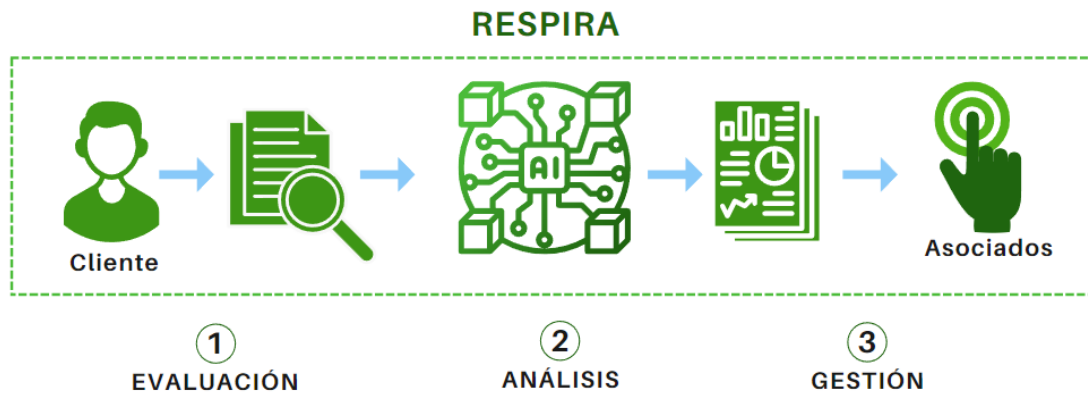 RESPIRA
AI
Cliente
Asociados
1
EVALUACIÓN
2
ANÁLISIS
3
GESTIÓN